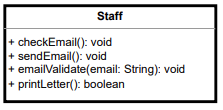 Staff
+ checkEmail(): void
+ sendEmail(): void
+ emailValidate(email: String): void
+ printLetter(): boolean